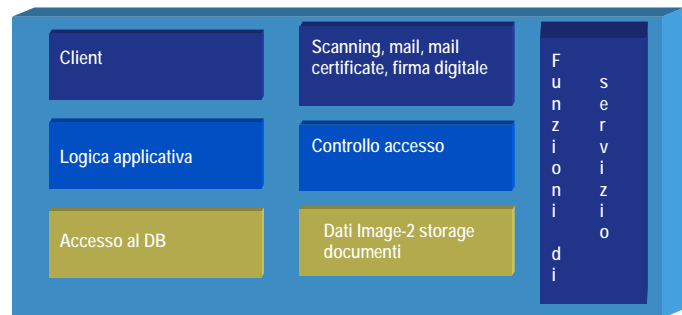 Client
Scanning, mail, mail
certificate, firma digitale
Logica applicativa
Controllo accesso
Accesso al DB
Dati Image-2 storage
documenti
Funzioni di
servizio